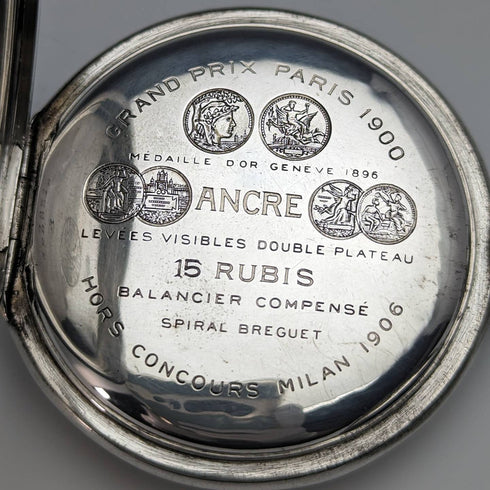 GRAND PRIX PARIS 1900
MEDAILLE D'OR GENEVE 1896
ANCRE
LEVÉES VISIBLES DOUBLE PLATEAU
15 RUBIS
BALANCIER COMPENSÉ
SPIRAL BREGUET
HORS CONCOURS MILAN 1906